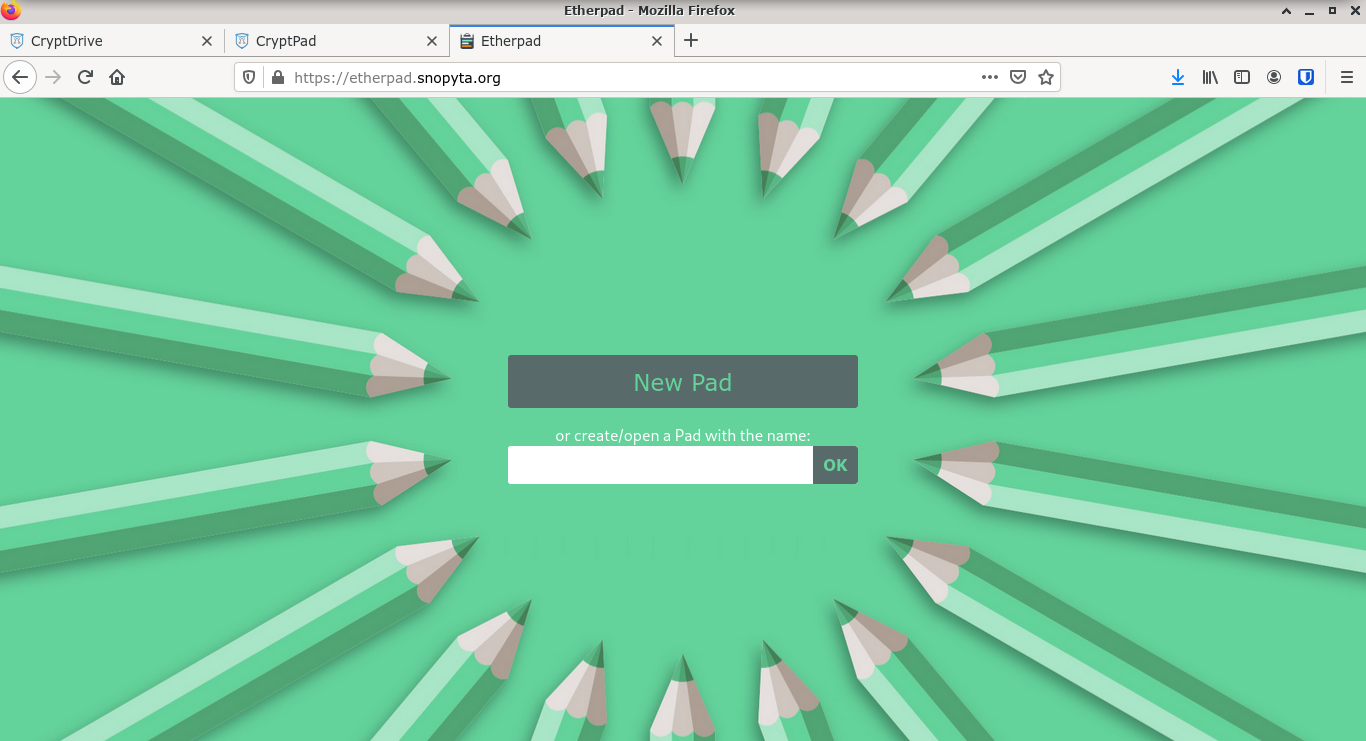 Etherpad - Mozilla Firefox
CryptDrive
CryptPad
Etherpad
https://etherpad.snopyta.org
New Pad
or create/open a Pad with the name:
OK